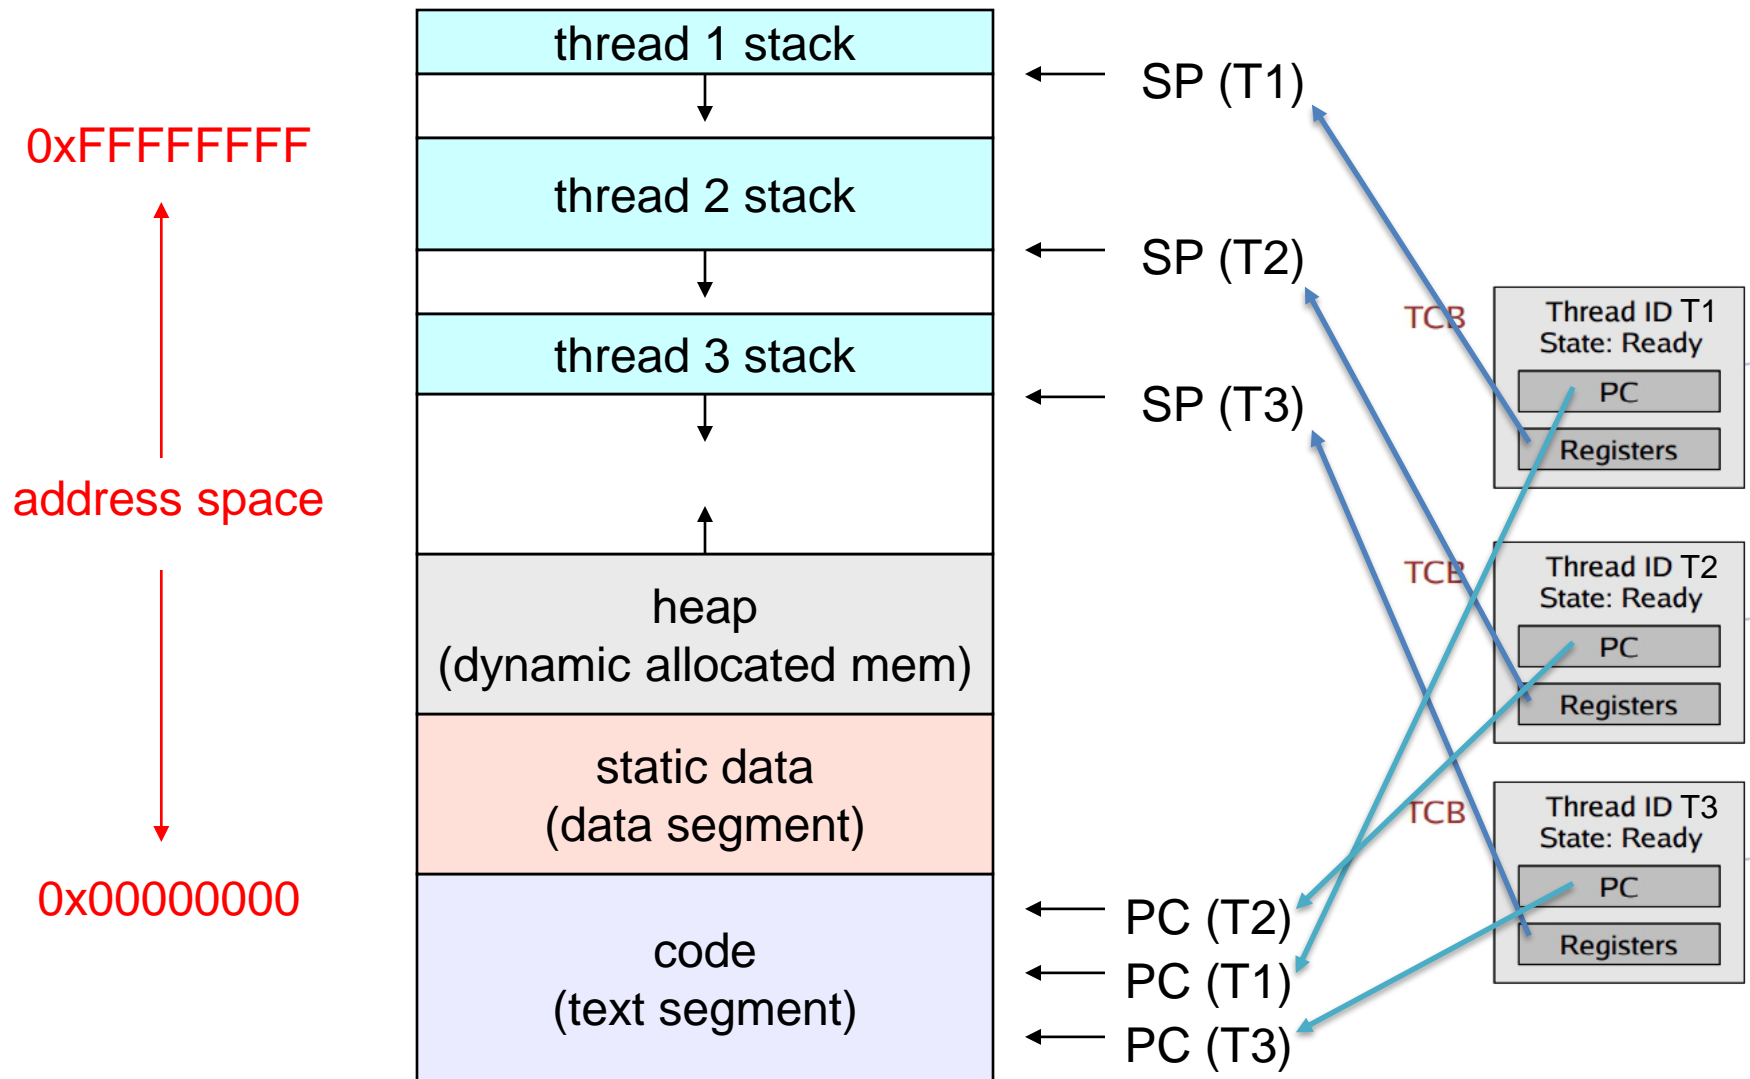 thread 1 stack
SP (T1)
0xFFFFFFFF
thread 2 stack
SP (T2)
thread 3 stack
SP (T3)
address space
heap
(dynamic allocated mem)
static data
(data segment)
0x00000000
code
(text segment)
PC (T2)
PC (T1)
PC (T3)
TCB
Thread ID T1
State: Ready
PC
Registers
TCB
Thread ID T2
State: Ready
PC
Registers
TCB
Thread ID T3
State: Ready
PC
Registers